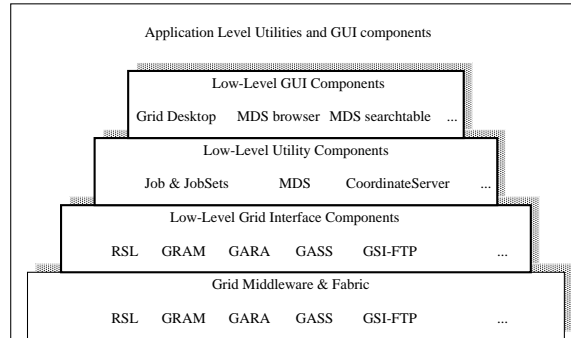 Application Level Utilities and GUI components
Low-Level GUI Components
Grid Desktop MDS browser MDS searchtable ...
Low-Level Utility Components
Job & JobSets MDS CoordinateServer ...
Low-Level Grid Interface Components
RSL GRAM GARA GASS GSI-FTP ...
Grid Middleware & Fabric
RSL GRAM GARA GASS GSI-FTP ...